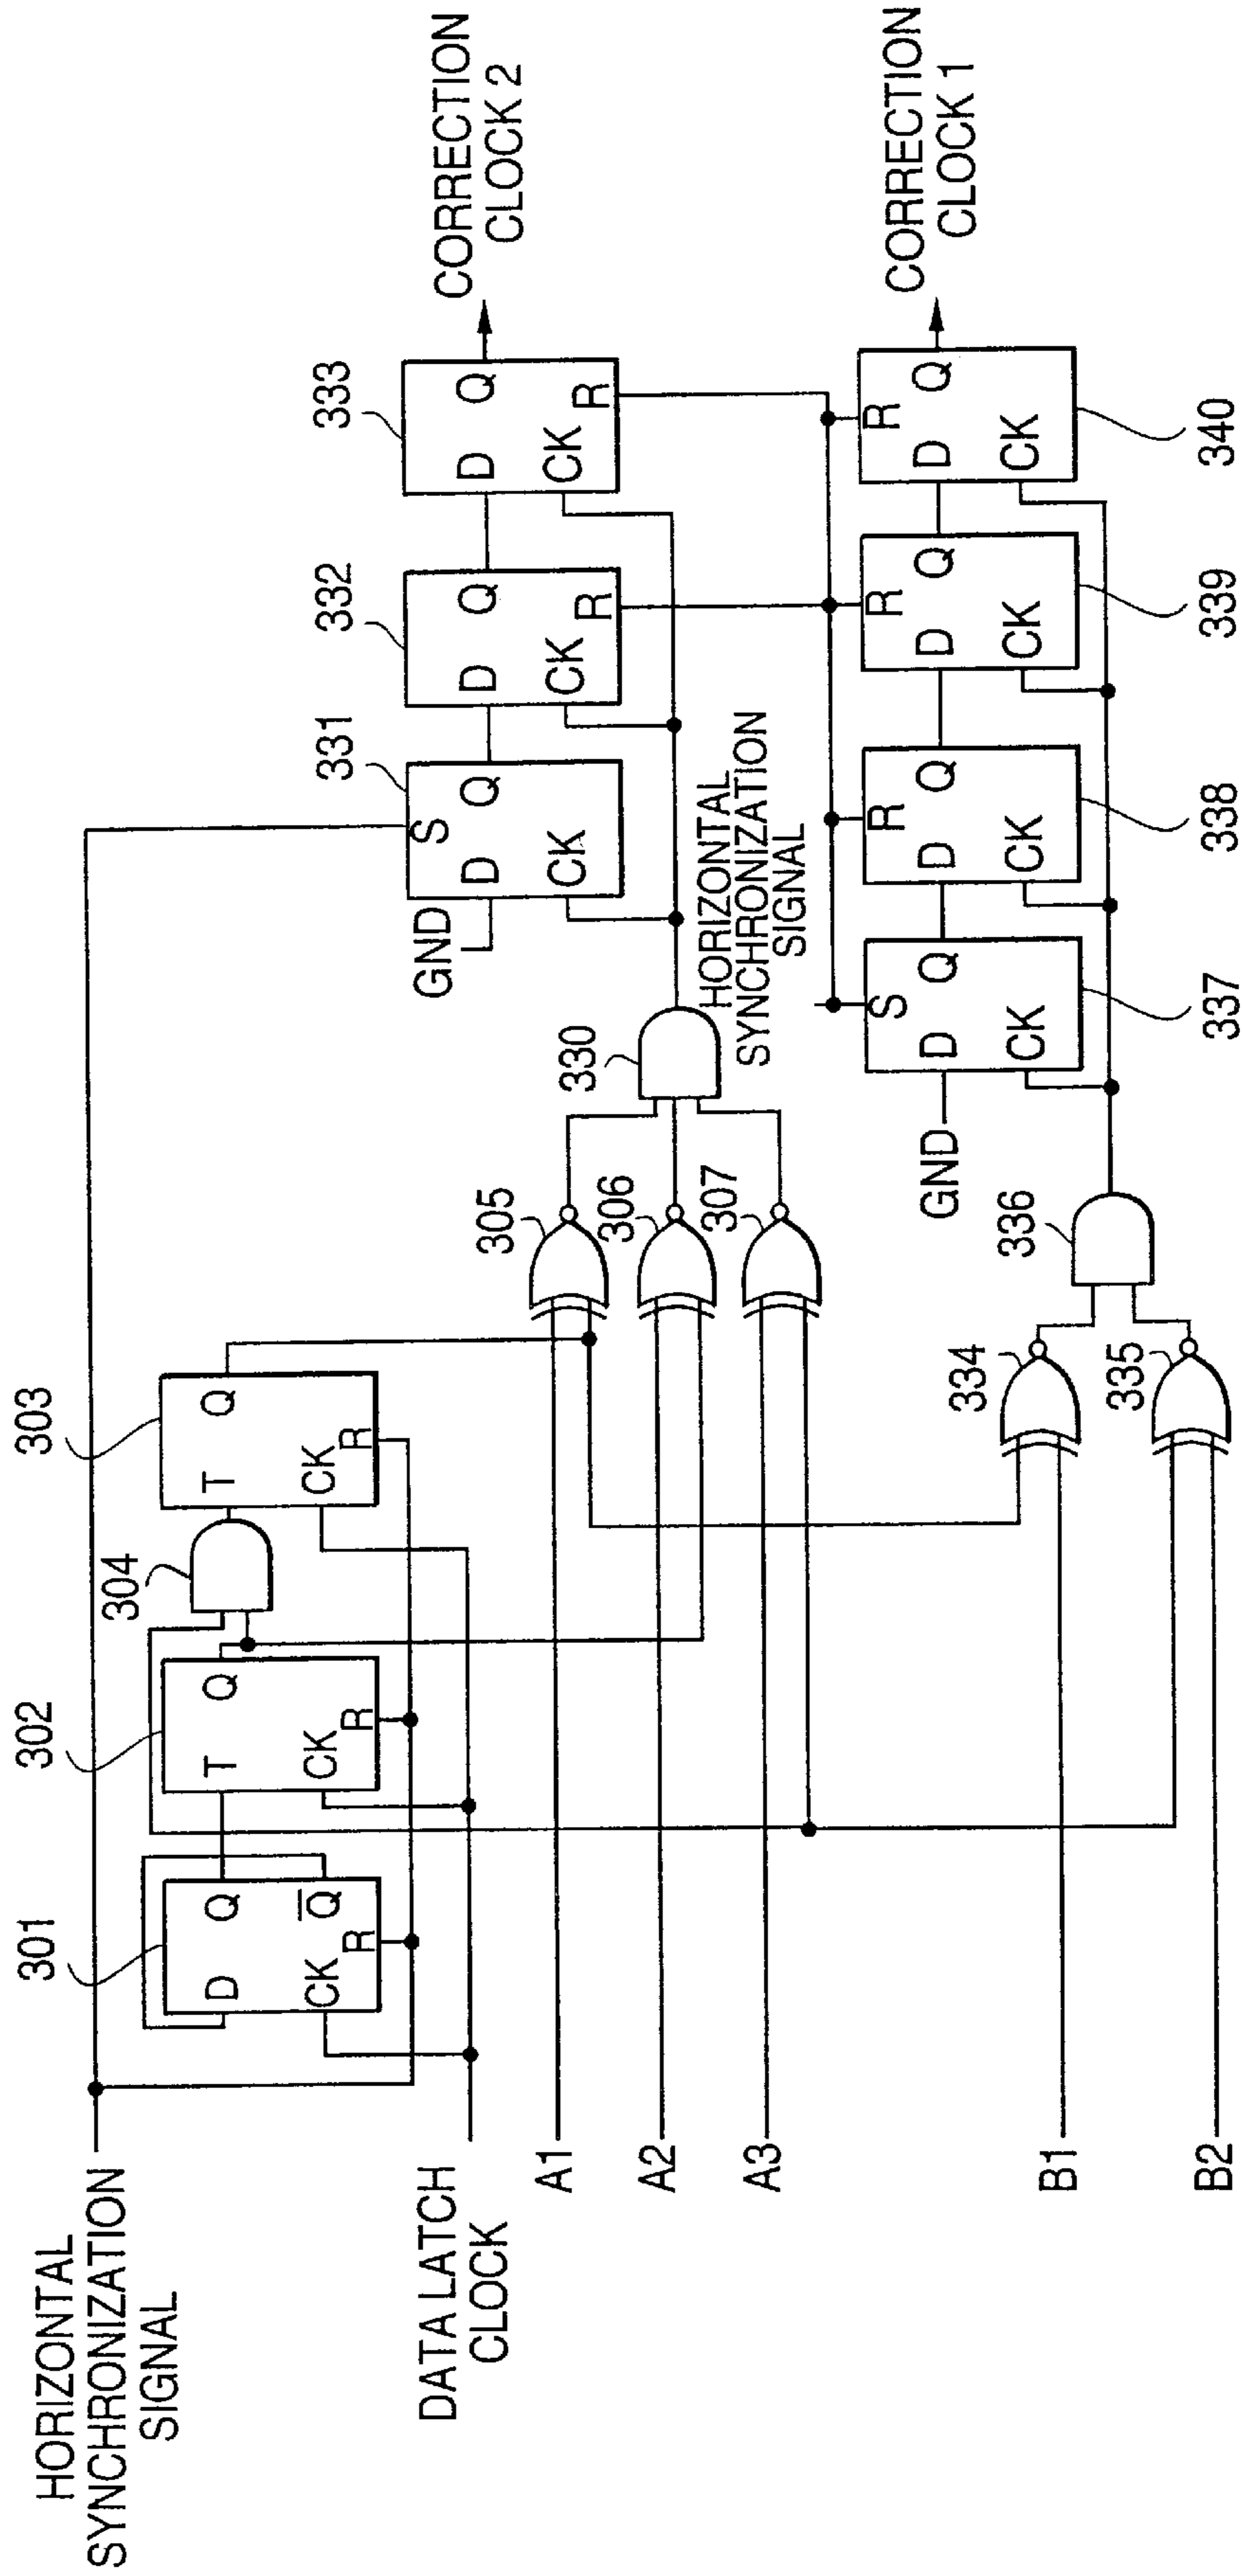 HORIZONTAL
SYNCHRONIZATION
SIGNAL
301
D
Q
CK
Q̅
R
302
T
Q
CK
R
304
303
T
Q
CK
R
DATA LATCH
CLOCK
A1
A2
A3
305
306
307
330
GND
331
S
D
Q
CK
332
D
Q
CK
R
333
D
Q
CK
R
CORRECTION
CLOCK 2
HORIZONTAL
SYNCHRONIZATION
SIGNAL
B1
B2
334
335
336
GND
S
D
Q
CK
337
R
D
Q
CK
338
R
D
Q
CK
339
R
D
Q
CK
340
CORRECTION
CLOCK 1